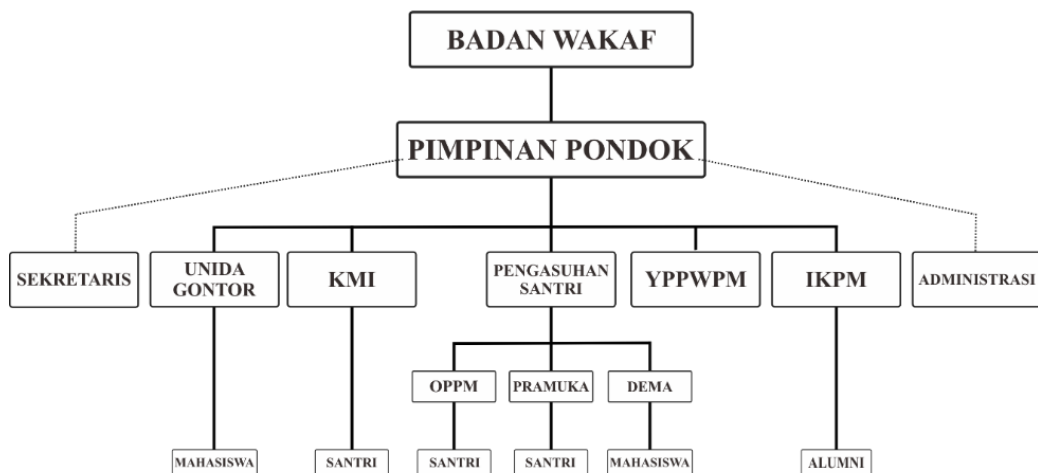 BADAN WAKAF
PIMPINAN PONDOK
SEKRETARIS
UNIDA
GONTOR
KMI
PENGASUHAN
SANTRI
YPPWPM
IKPM
ADMINISTRASI
OPPM
PRAMUKA
DEMA
MAHASISWA
SANTRI
SANTRI
SANTRI
MAHASISWA
ALUMNI